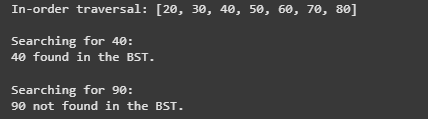 In-order traversal: [20, 30, 40, 50, 60, 70, 80]
Searching for 40:
40 found in the BST.
Searching for 90:
90 not found in the BST.